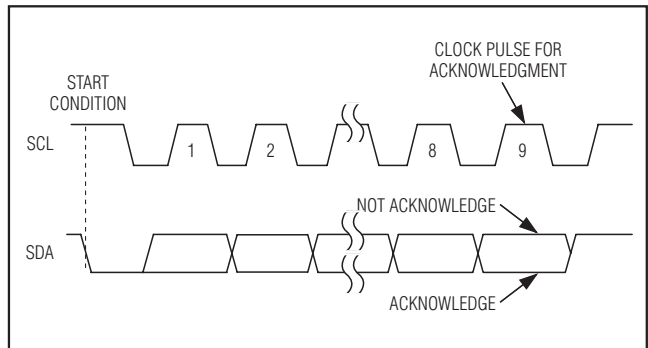 CLOCK PULSE FOR
ACKNOWLEDGMENT
START
CONDITION
SCL
1
2
8
9
NOT ACKNOWLEDGE
SDA
ACKNOWLEDGE